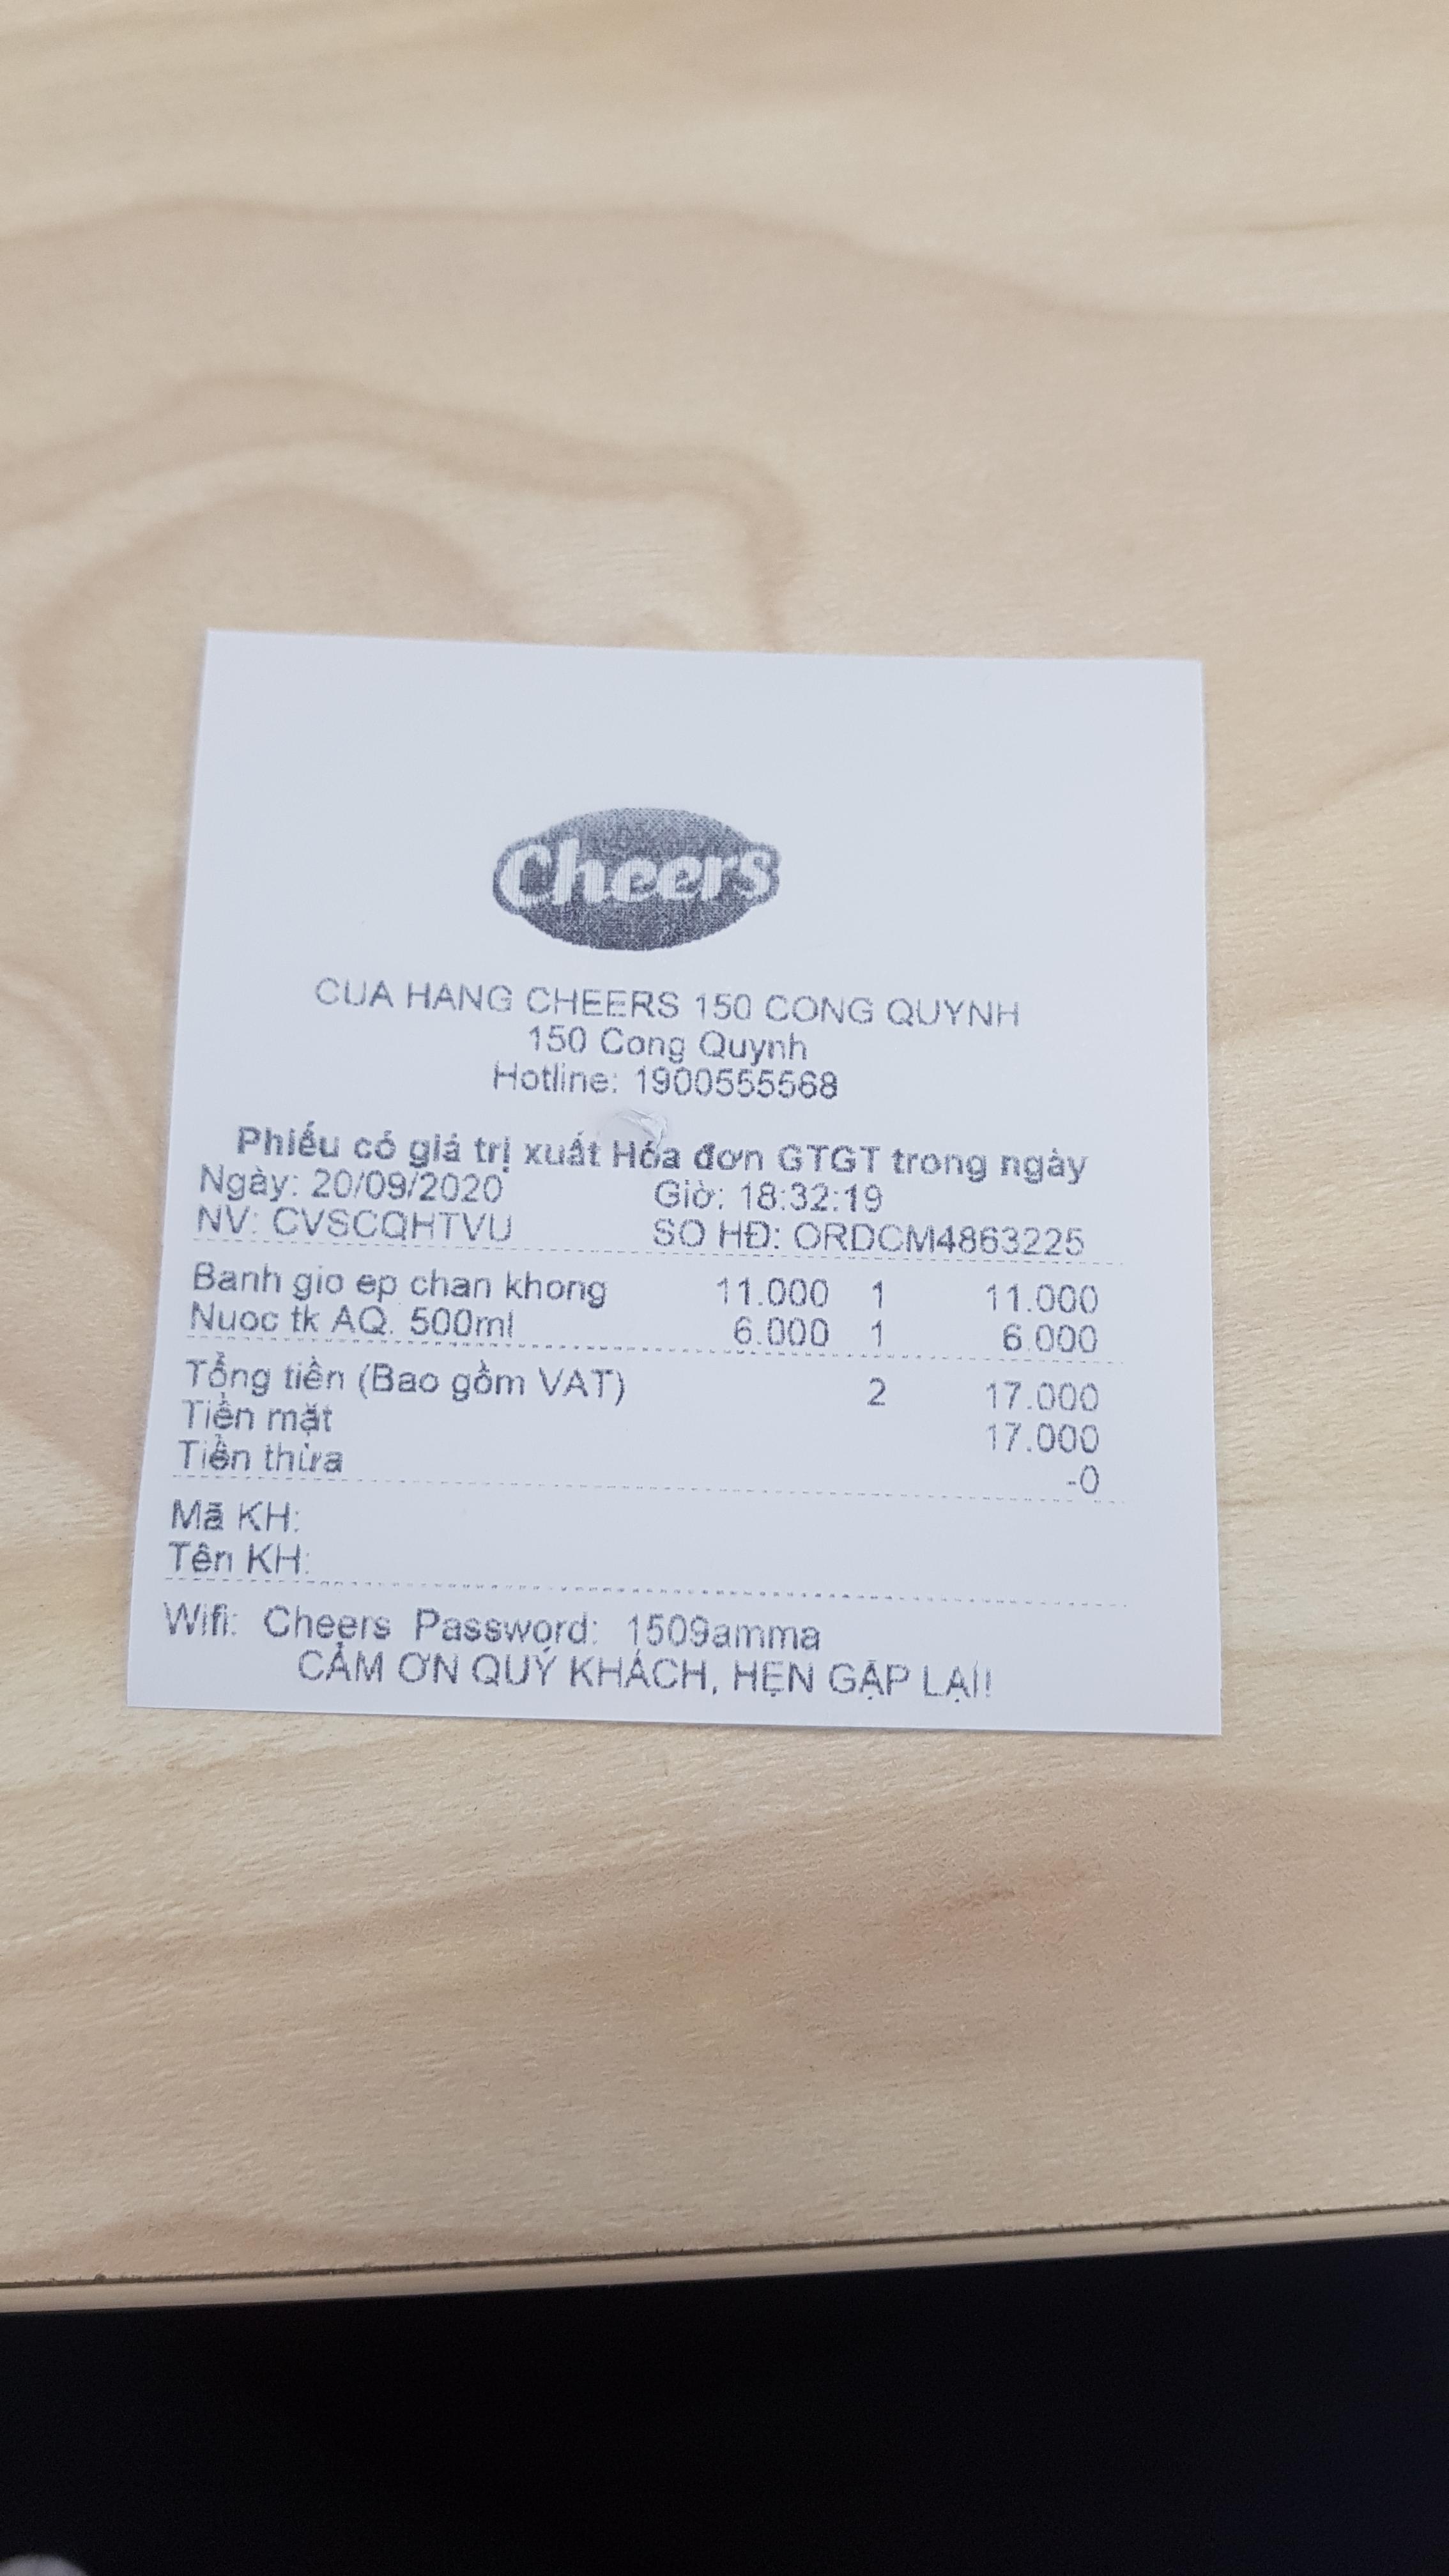 Cheers
CUA HANG CHEERS 150 CONG QUYNH
150 Cong Quynh
Hotline: 1900555568
Phiếu có giá trị xuất Hóa đơn GTGT trong ngày
Ngày: 20/09/2020 Giờ: 18:32:19
NV: CVSCQHTVU SO HĐ: ORDCM4863225
Banh gio ep chan khong 11.000 1 11.000
Nuoc tk AQ. 500ml 6.000 1 6.000
Tổng tiền (Bao gồm VAT) 2 17.000
Tiền mặt 17.000
Tiền thừa -0
Mã KH:
Tên KH:
Wifi: Cheers Password: 1509amma
CẢM ƠN QUÝ KHÁCH, HẸN GẶP LẠI!